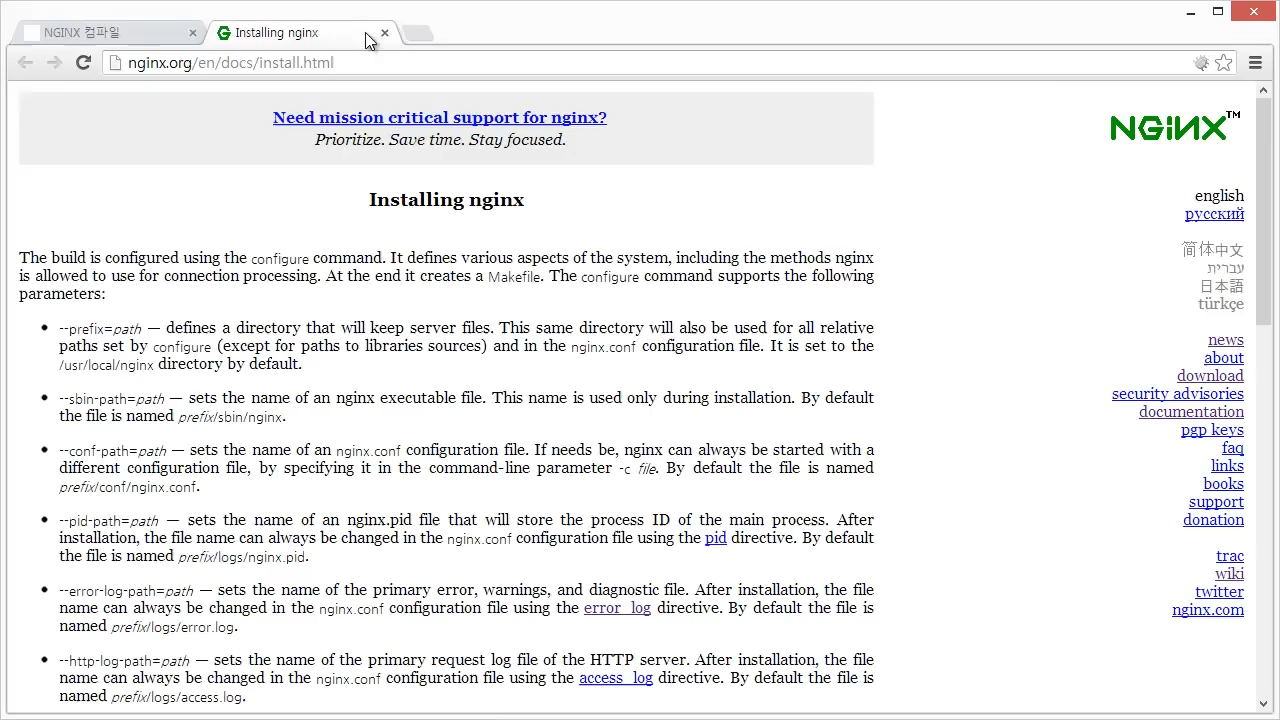 NGINX 컴파일
Installing nginx
nginx.org/en/docs/install.html
Need mission critical support for nginx?
Prioritize. Save time. Stay focused.
NGiNX™
Installing nginx
The build is configured using the configure command. It defines various aspects of the system, including the methods nginx
is allowed to use for connection processing. At the end it creates a Makefile. The configure command supports the following
parameters:
• --prefix=path — defines a directory that will keep server files. This same directory will also be used for all relative
paths set by configure (except for paths to libraries sources) and in the nginx.conf configuration file. It is set to the
/usr/local/nginx directory by default.
• --sbin-path=path — sets the name of an nginx executable file. This name is used only during installation. By default
the file is named prefix/sbin/nginx.
• --conf-path=path — sets the name of an nginx.conf configuration file. If needs be, nginx can always be started with a
different configuration file, by specifying it in the command-line parameter -c file. By default the file is named
prefix/conf/nginx.conf.
• --pid-path=path — sets the name of an nginx.pid file that will store the process ID of the main process. After
installation, the file name can always be changed in the nginx.conf configuration file using the pid directive. By default
the file is named prefix/logs/nginx.pid.
• --error-log-path=path — sets the name of the primary error, warnings, and diagnostic file. After installation, the file
name can always be changed in the nginx.conf configuration file using the error_log directive. By default the file is
named prefix/logs/error.log.
• --http-log-path=path — sets the name of the primary request log file of the HTTP server. After installation, the file
name can always be changed in the nginx.conf configuration file using the access_log directive. By default the file is
named prefix/logs/access.log.
english
русский
简体中文
עברית
日本語
türkçe
news
about
download
security advisories
documentation
pgp keys
faq
links
books
support
donation
trac
wiki
twitter
nginx.com